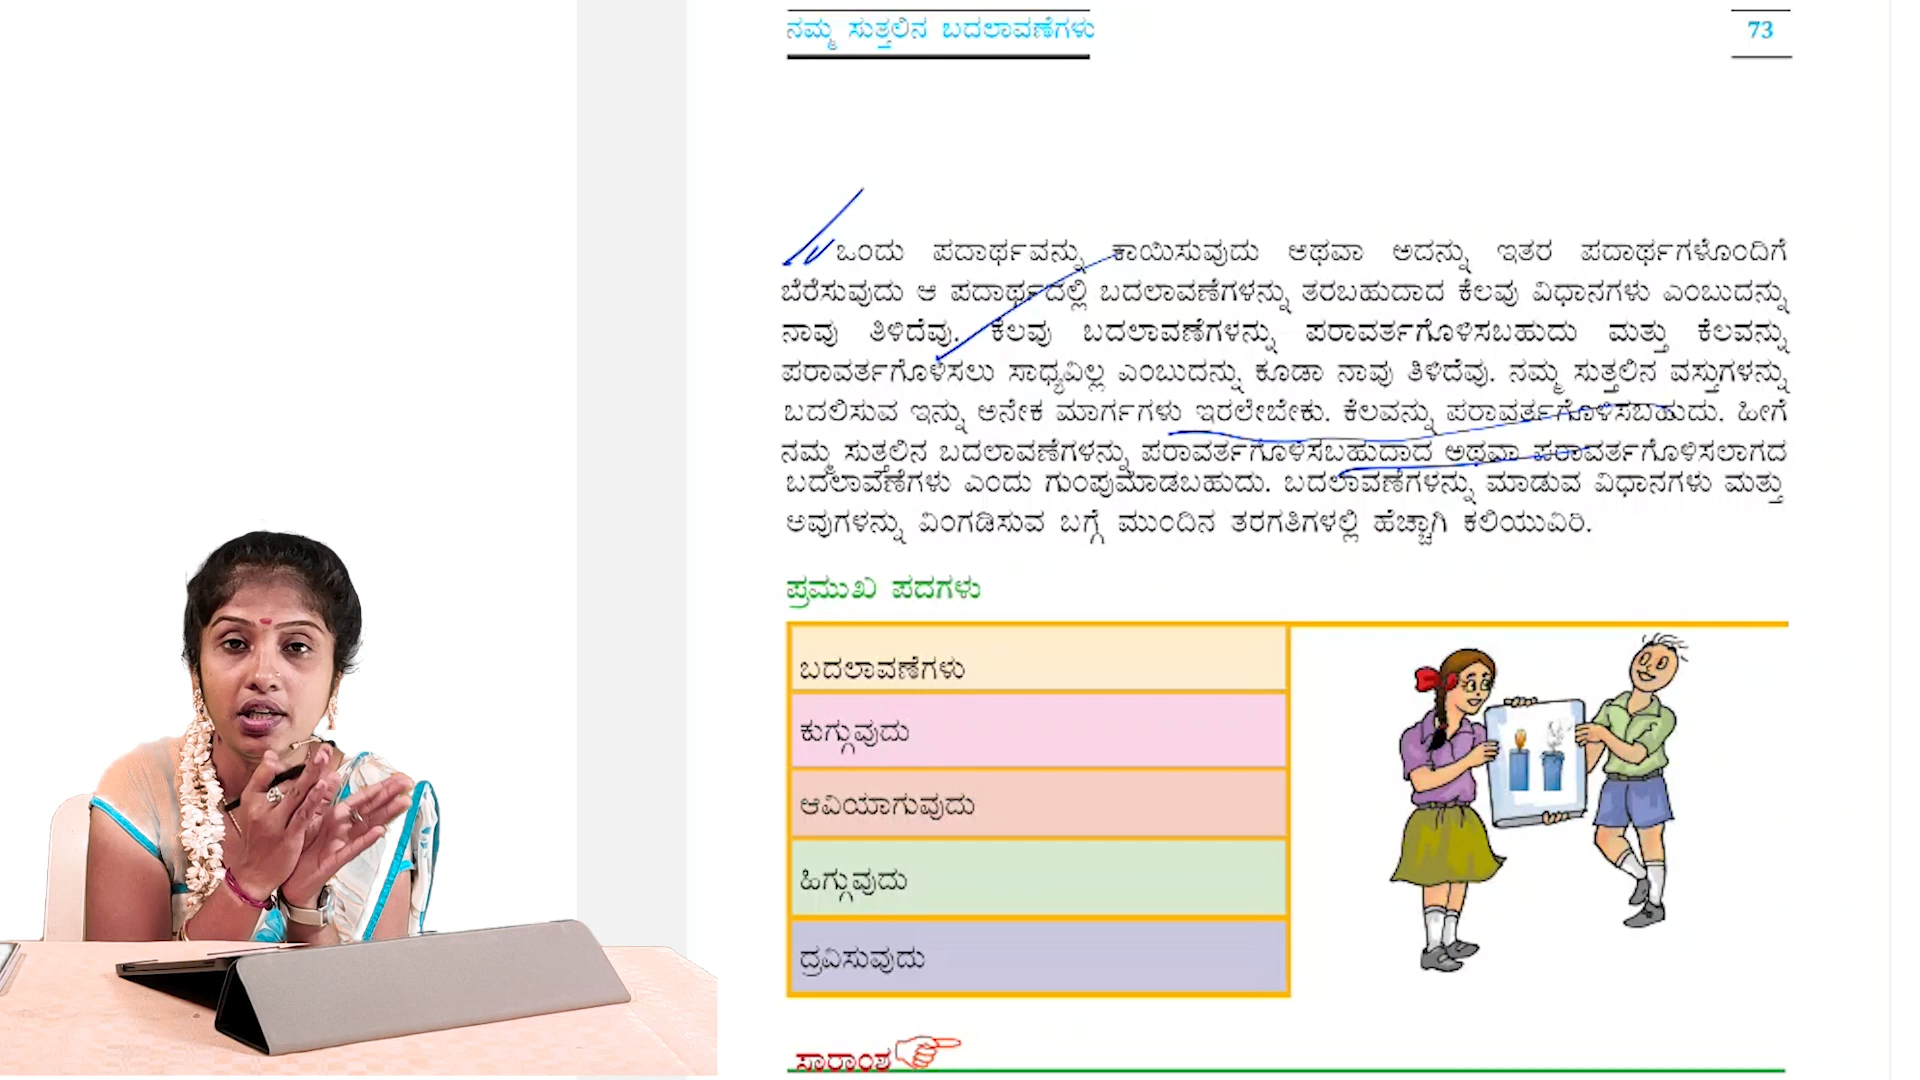 ನಮ್ಮ ಸುತ್ತಲಿನ ಬದಲಾವಣೆಗಳು
73
ಒಂದು ಪದಾರ್ಥವನ್ನು ಕಾಯಿಸುವುದು ಅಥವಾ ಅದನ್ನು ಇತರ ಪದಾರ್ಥಗಳೊಂದಿಗೆ
ಬೆರೆಸುವುದು ಆ ಪದಾರ್ಥದಲ್ಲಿ ಬದಲಾವಣೆಗಳನ್ನು ತರಬಹುದಾದ ಕೆಲವು ವಿಧಾನಗಳು ಎಂಬುದನ್ನು
ನಾವು ತಿಳಿದೆವು. ಕೆಲವು ಬದಲಾವಣೆಗಳನ್ನು ಪರಾವರ್ತಗೊಳಿಸಬಹುದು ಮತ್ತು ಕೆಲವನ್ನು
ಪರಾವರ್ತಗೊಳಿಸಲು ಸಾಧ್ಯವಿಲ್ಲ ಎಂಬುದನ್ನು ಕೂಡಾ ನಾವು ತಿಳಿದೆವು. ನಮ್ಮ ಸುತ್ತಲಿನ ವಸ್ತುಗಳನ್ನು
ಬದಲಿಸುವ ಇನ್ನು ಅನೇಕ ಮಾರ್ಗಗಳು ಇರಲೇಬೇಕು. ಕೆಲವನ್ನು ಪರಾವರ್ತಗೊಳಿಸಬಹುದು. ಹೀಗೆ
ನಮ್ಮ ಸುತ್ತಲಿನ ಬದಲಾವಣೆಗಳನ್ನು ಪರಾವರ್ತಗೊಳಿಸಬಹುದಾದ ಅಥವಾ ಪರಾವರ್ತಗೊಳಿಸಲಾಗದ
ಬದಲಾವಣೆಗಳು ಎಂದು ಗುಂಪುಮಾಡಬಹುದು. ಬದಲಾವಣೆಗಳನ್ನು ಮಾಡುವ ವಿಧಾನಗಳು ಮತ್ತು
ಅವುಗಳನ್ನು ವಿಂಗಡಿಸುವ ಬಗ್ಗೆ ಮುಂದಿನ ತರಗತಿಗಳಲ್ಲಿ ಹೆಚ್ಚಾಗಿ ಕಲಿಯುವಿರಿ.
ಪ್ರಮುಖ ಪದಗಳು
ಬದಲಾವಣೆಗಳು
ಕುಗ್ಗುವುದು
ಆವಿಯಾಗುವುದು
ಹಿಗ್ಗುವುದು
ದ್ರವಿಸುವುದು
ಸಾರಾಂಶ